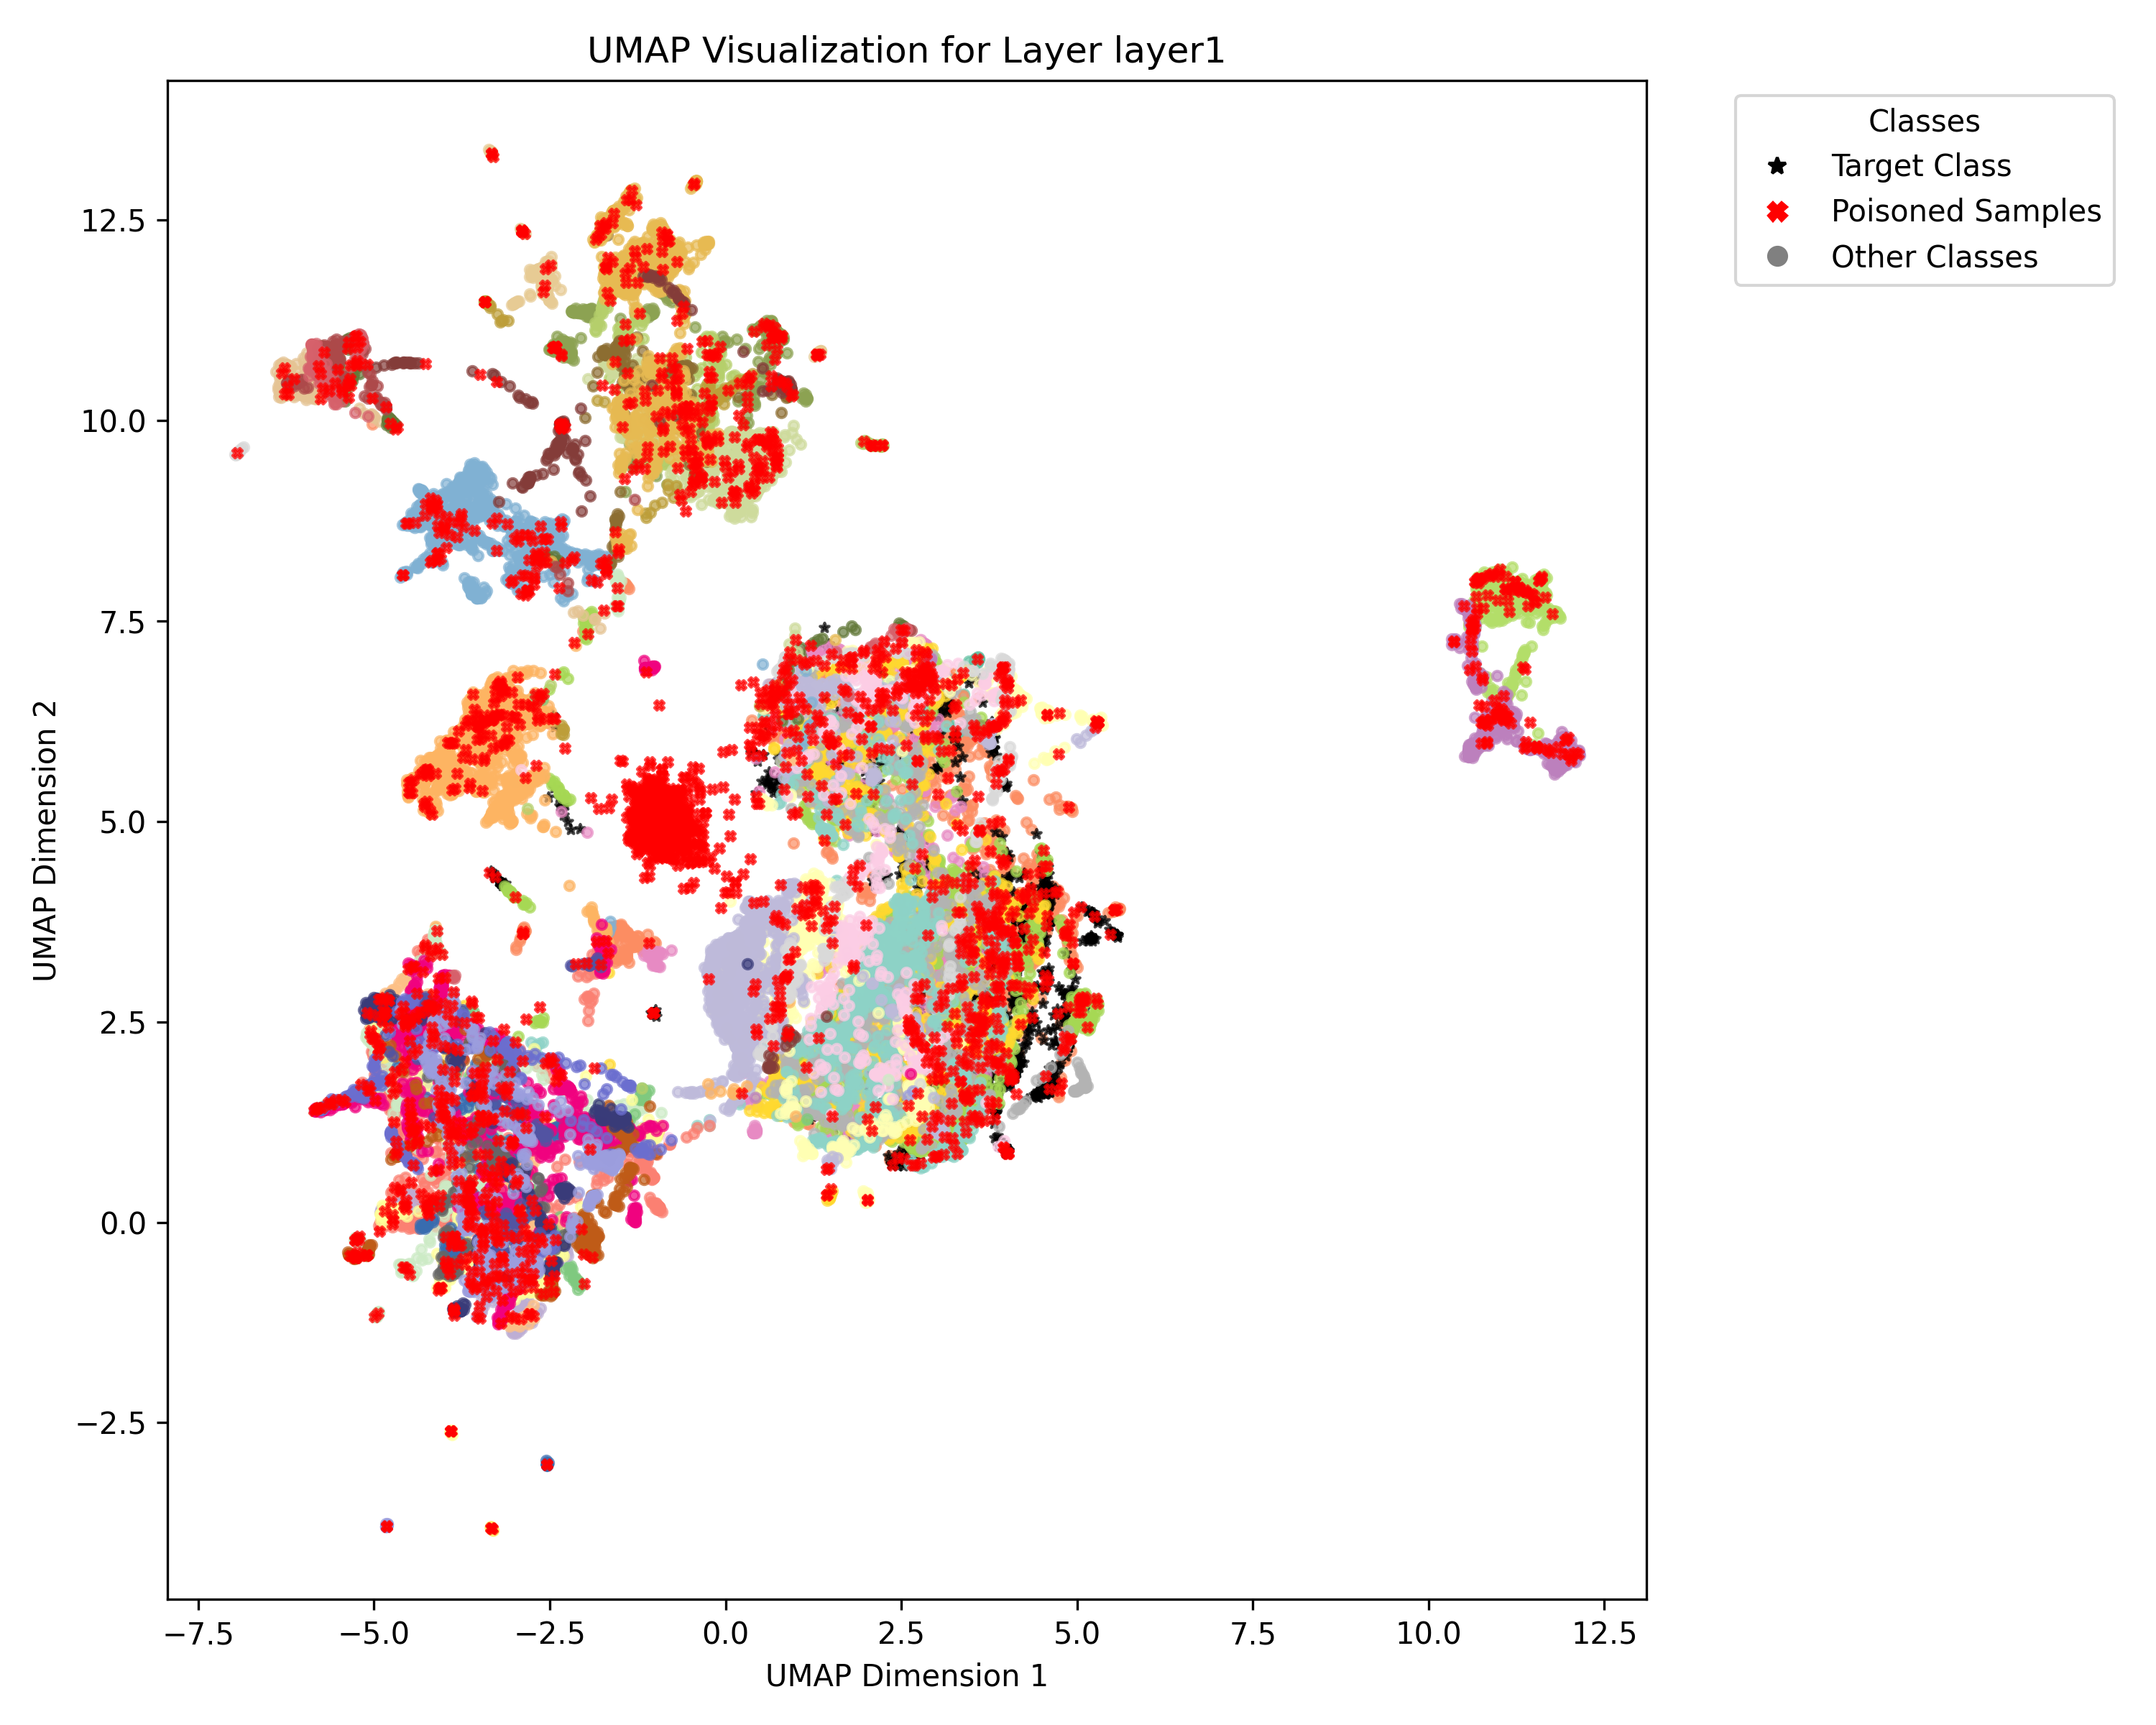 UMAP Visualization for Layer layer1
Classes
Target Class
Poisoned Samples
Other Classes
12.5
10.0
7.5
5.0
2.5
0.0
−2.5
UMAP Dimension 2
−7.5 −5.0 −2.5 0.0 2.5 5.0 7.5 10.0 12.5
UMAP Dimension 1